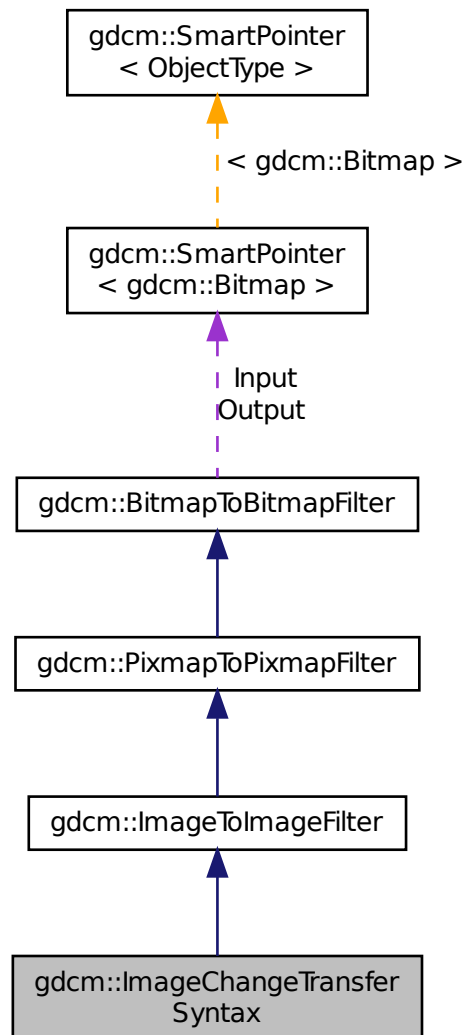 gdcm::SmartPointer
< ObjectType >
< gdcm::Bitmap >
gdcm::SmartPointer
< gdcm::Bitmap >
Input
Output
gdcm::BitmapToBitmapFilter
gdcm::PixmapToPixmapFilter
gdcm::ImageToImageFilter
gdcm::ImageChangeTransfer
Syntax